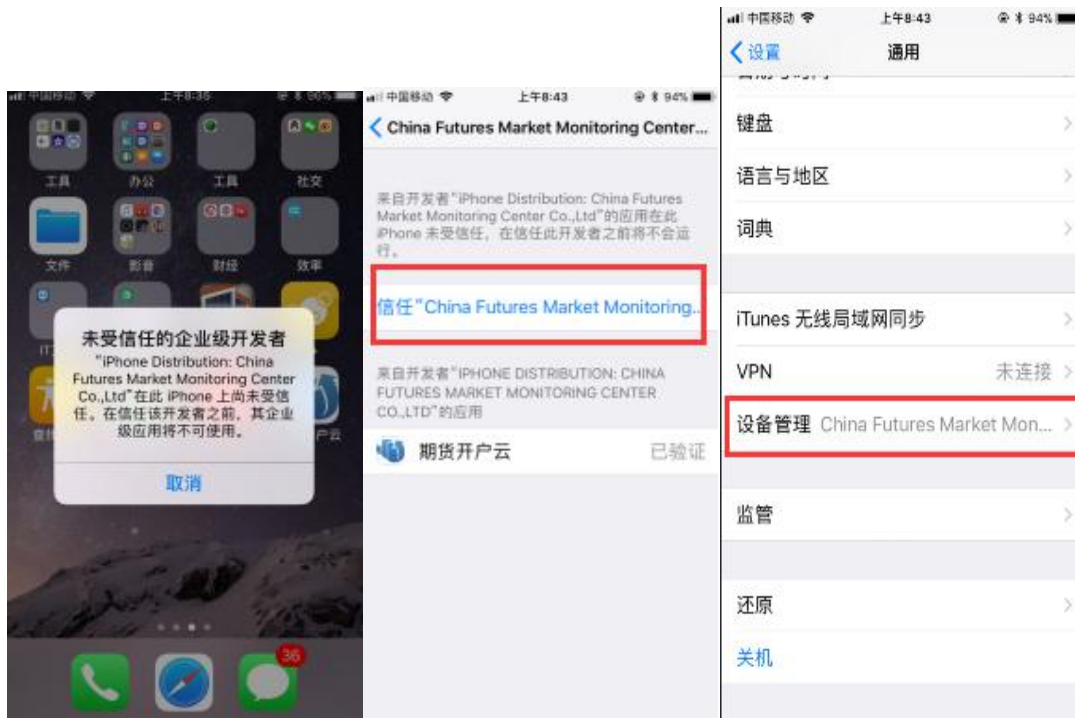 中国移动
上午8:35
96%
工具
办公
工具
社交
文件
影音
财经
效率
未受信任的企业级开发者
"iPhone Distribution: China
Futures Market Monitoring Center
Co.,Ltd"在此 iPhone 上尚未受信
任。在信任该开发者之前，其企业
级应用将不可使用。
取消
36
中国移动
上午8:43
94%
China Futures Market Monitoring Center...
来自开发者"iPhone Distribution: China Futures
Market Monitoring Center Co.,Ltd"的应用在此
iPhone 未受信任，在信任此开发者之前将不会运
行。
信任"China Futures Market Monitoring...
来自开发者"IPHONE DISTRIBUTION: CHINA
FUTURES MARKET MONITORING CENTER
CO.,LTD"的应用
期货开户云
已验证
中国移动
上午8:43
94%
设置
通用
键盘
语言与地区
词典
iTunes 无线局域网同步
VPN
未连接
设备管理 China Futures Market Mon...
监管
还原
关机